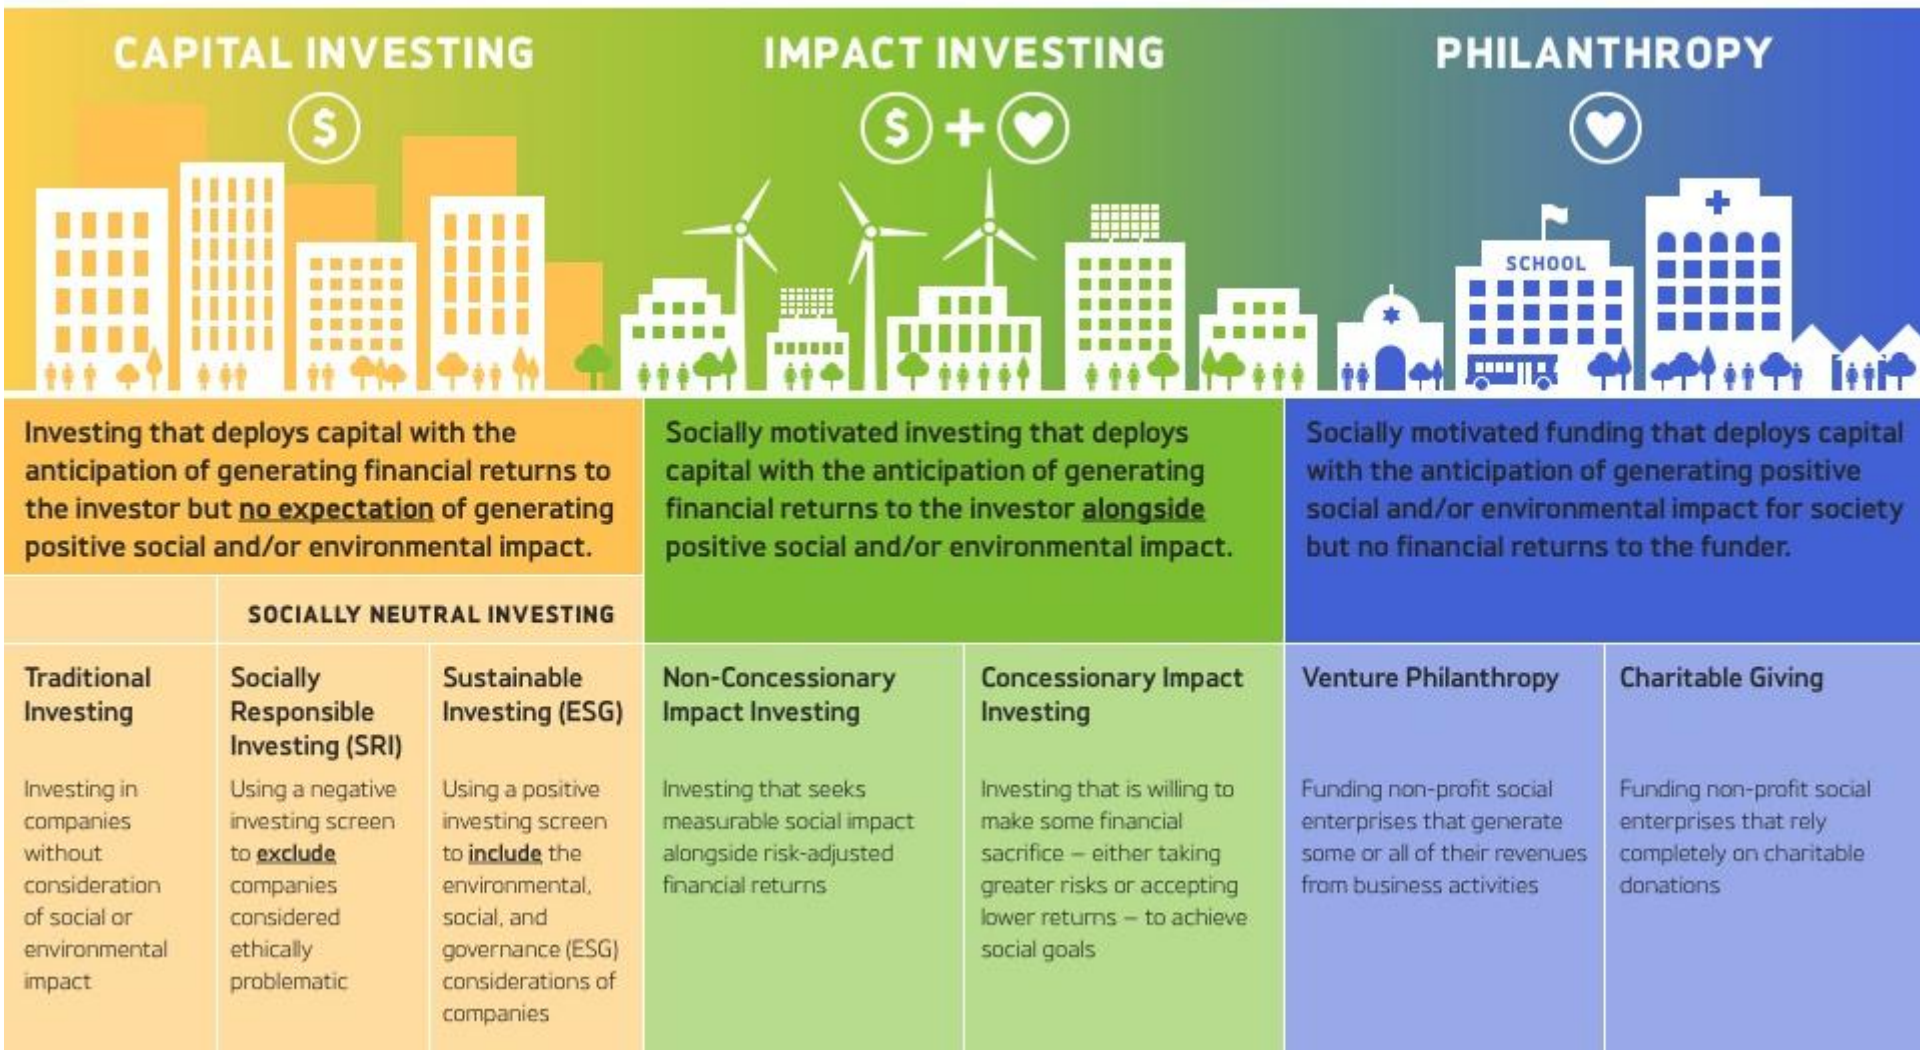 CAPITAL INVESTING
$
Investing that deploys capital with the
anticipation of generating financial returns to
the investor but no expectation of generating
positive social and/or environmental impact.
SOCIALLY NEUTRAL INVESTING
Traditional
Investing
Investing in
companies
without
consideration
of social or
environmental
impact
Socially
Responsible
Investing (SRI)
Using a negative
investing screen
to exclude
companies
considered
ethically
problematic
Sustainable
Investing (ESG)
Using a positive
investing screen
to include the
environmental,
social, and
governance (ESG)
considerations of
companies
IMPACT INVESTING
$ +
Socially motivated investing that deploys
capital with the anticipation of generating
financial returns to the investor alongside
positive social and/or environmental impact.
Non-Concessionary
Impact Investing
Investing that seeks
measurable social impact
alongside risk-adjusted
financial returns
Concessionary Impact
Investing
Investing that is willing to
make some financial
sacrifice – either taking
greater risks or accepting
lower returns – to achieve
social goals
PHILANTHROPY
SCHOOL
Socially motivated funding that deploys capital
with the anticipation of generating positive
social and/or environmental impact for society
but no financial returns to the funder.
Venture Philanthropy
Funding non-profit social
enterprises that generate
some or all of their revenues
from business activities
Charitable Giving
Funding non-profit social
enterprises that rely
completely on charitable
donations